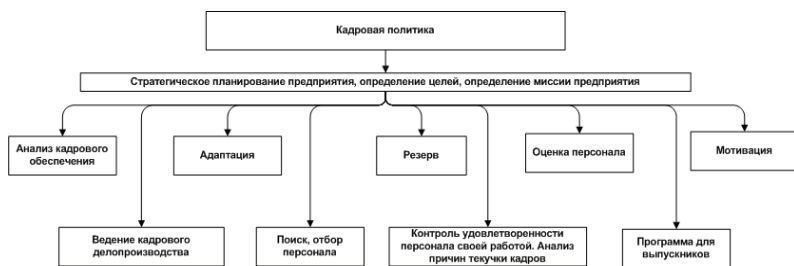 Кадровая политика
Стратегическое планирование предприятия, определение целей, определение миссии предприятия
Анализ кадрового
обеспечения
Адаптация
Резерв
Оценка персонала
Мотивация
Ведение кадрового
делопроизводства
Поиск, отбор
персонала
Контроль удовлетворенности
персонала своей работой. Анализ
причин текучки кадров
Программа для
выпускников